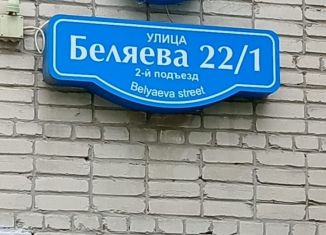 УЛИЦА
Беляева 22/1
2-й подъезд
Belyaeva street